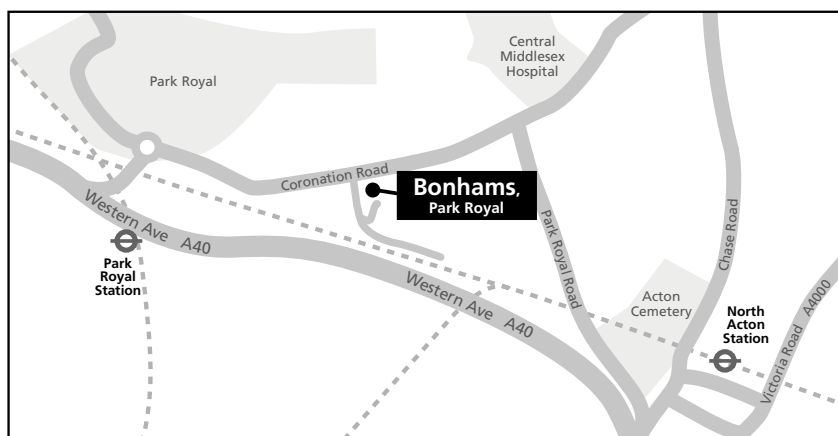 Central
Middlesex
Hospital
Park Royal
Coronation Road
Bonhams,
Park Royal
Western Ave A40
Park
Royal
Station
Western Ave A40
Park Royal Road
Chase Road
Acton
Cemetery
North
Acton
Station
Victoria Road A4000